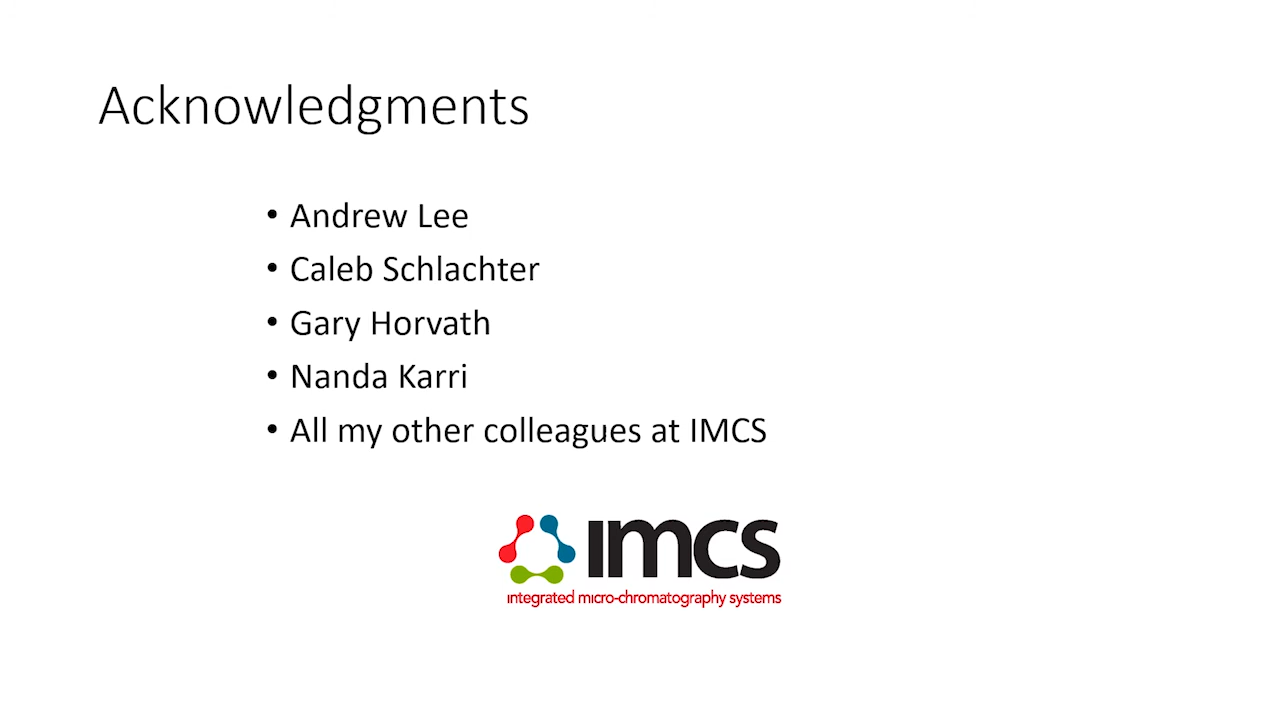 Acknowledgments
• Andrew Lee
• Caleb Schlachter
• Gary Horvath
• Nanda Karri
• All my other colleagues at IMCS
imcs
integrated micro-chromatography systems